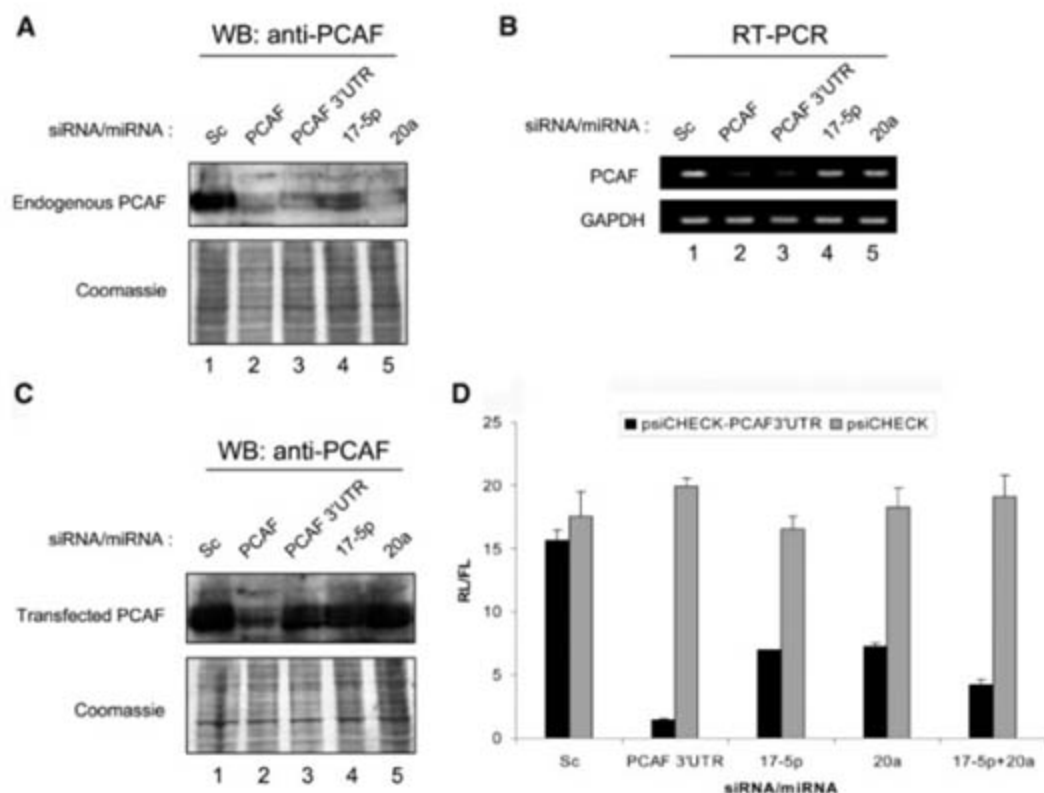 A
WB: anti-PCAF
siRNA/miRNA :
Sc
PCAF
PCAF 3'UTR
17-5p
20a
Endogenous PCAF
Coomassie
1 2 3 4 5
B
RT-PCR
siRNA/miRNA :
Sc
PCAF
PCAF 3'UTR
17-5p
20a
PCAF
GAPDH
1 2 3 4 5
C
WB: anti-PCAF
siRNA/miRNA :
Sc
PCAF
PCAF 3'UTR
17-5p
20a
Transfected PCAF
Coomassie
1 2 3 4 5
D
psiCHECK-PCAF3'UTR psiCHECK
RL/FL
25
20
15
10
5
0
Sc PCAF 3'UTR 17-5p 20a 17-5p+20a
siRNA/miRNA